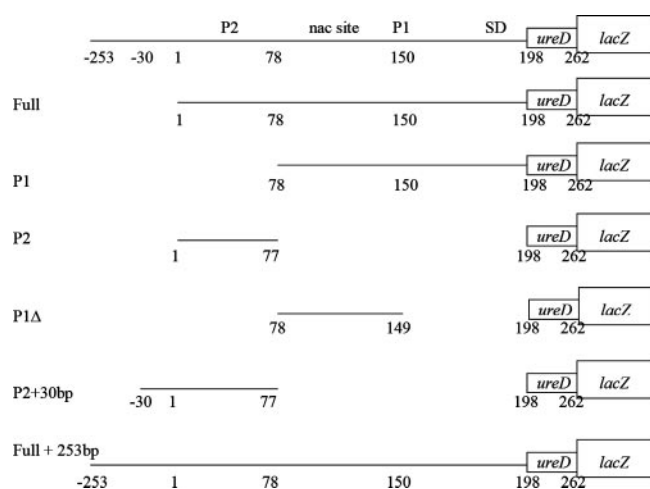 P2 nac site P1 SD
ureD lacZ
-253 -30 1 78 150 198 262
Full
ureD lacZ
1 78 150 198 262
P1
ureD lacZ
78 150 198 262
P2
ureD lacZ
1 77 198 262
P1Δ
ureD lacZ
78 149 198 262
P2+30bp
ureD lacZ
-30 1 77 198 262
Full + 253bp
ureD lacZ
-253 1 78 150 198 262